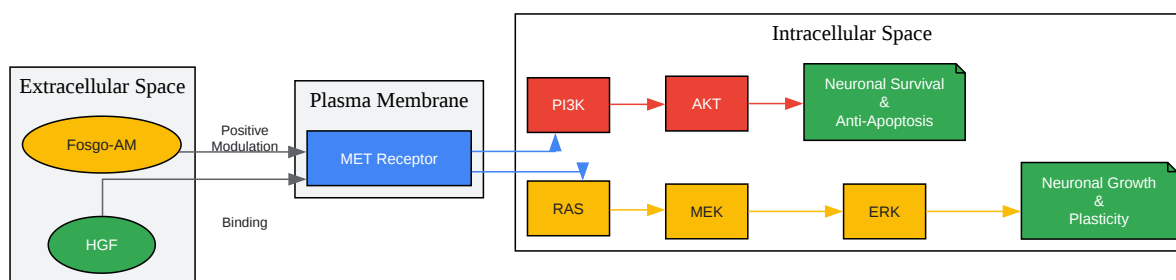 Extracellular Space
Fosgo-AM
HGF
Positive
Modulation
Binding
Plasma Membrane
MET Receptor
Intracellular Space
PI3K
AKT
Neuronal Survival
&
Anti-Apoptosis
RAS
MEK
ERK
Neuronal Growth
&
Plasticity